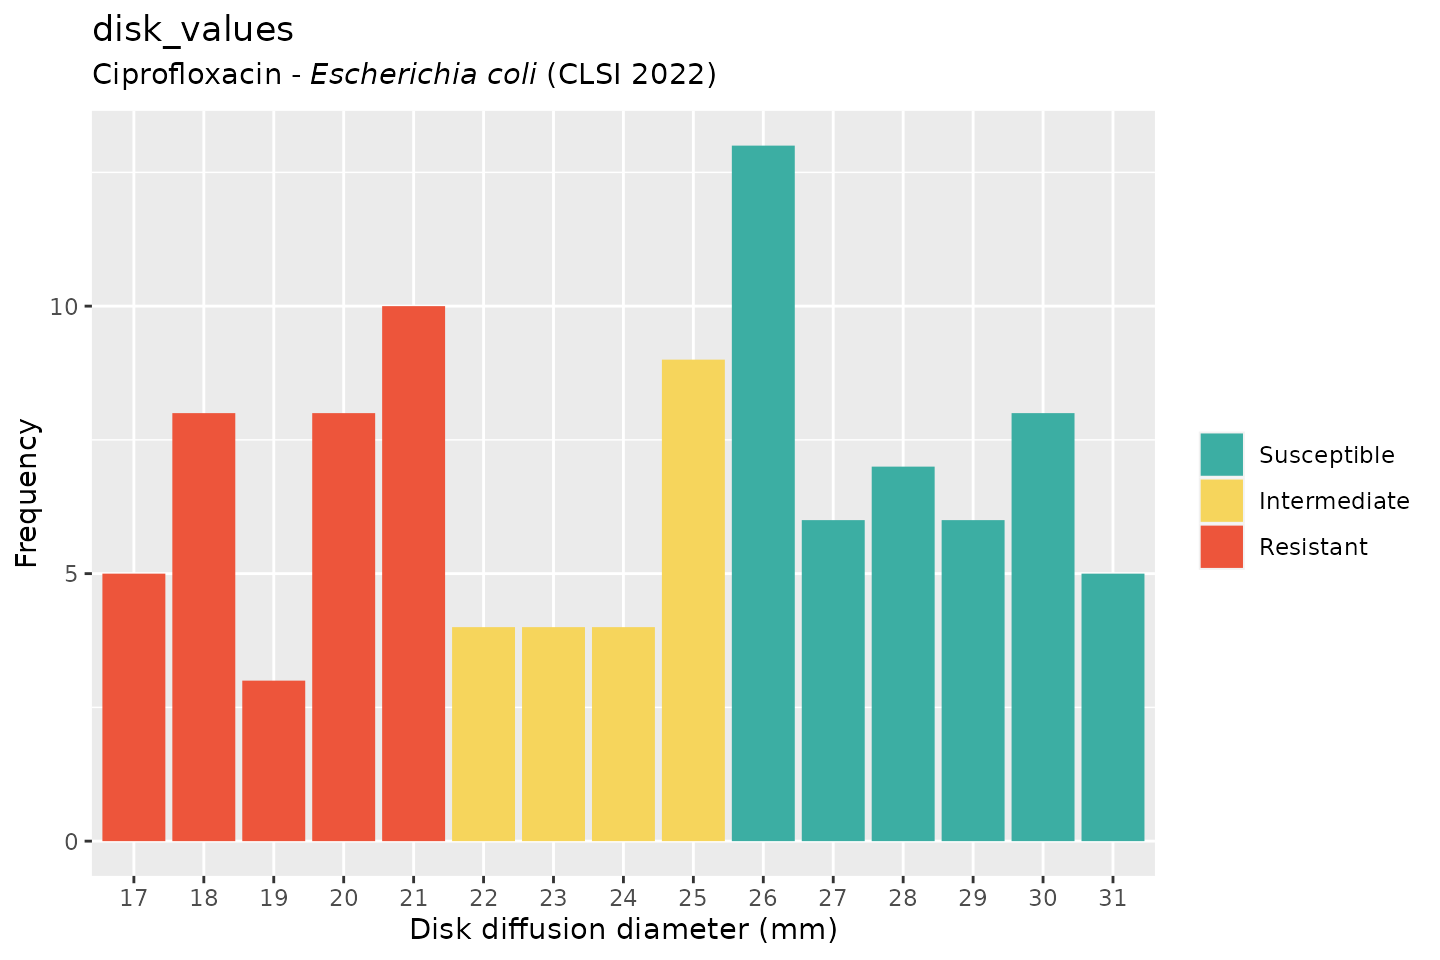 disk_values
Ciprofloxacin - Escherichia coli (CLSI 2022)
Frequency
10
5
0
17 18 19 20 21 22 23 24 25 26 27 28 29 30 31
Disk diffusion diameter (mm)
Susceptible
Intermediate
Resistant